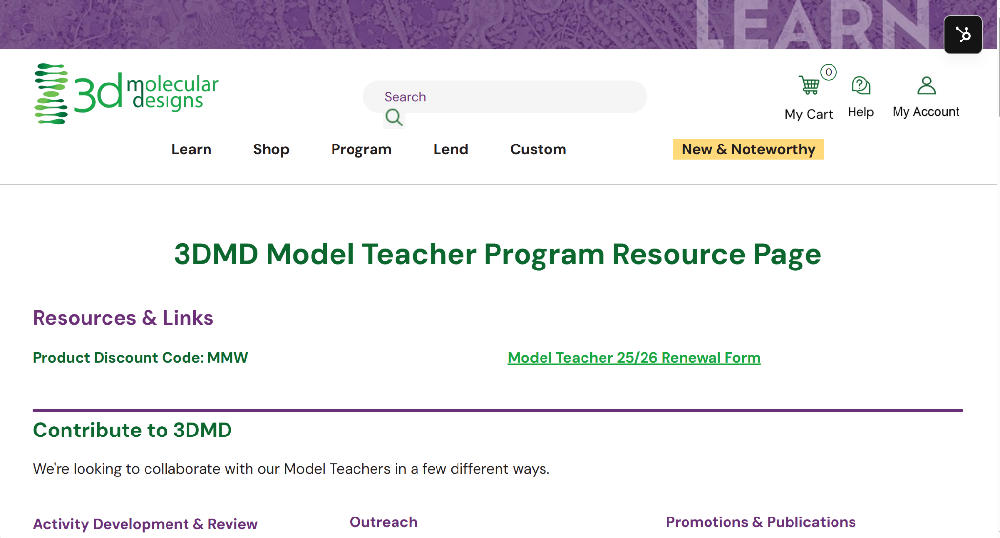 LEARN
3d molecular designs
Search
0
My Cart
Help
My Account
Learn
Shop
Program
Lend
Custom
New & Noteworthy
3DMD Model Teacher Program Resource Page
Resources & Links
Product Discount Code: MMW
Model Teacher 25/26 Renewal Form
Contribute to 3DMD
We're looking to collaborate with our Model Teachers in a few different ways.
Activity Development & Review
Outreach
Promotions & Publications